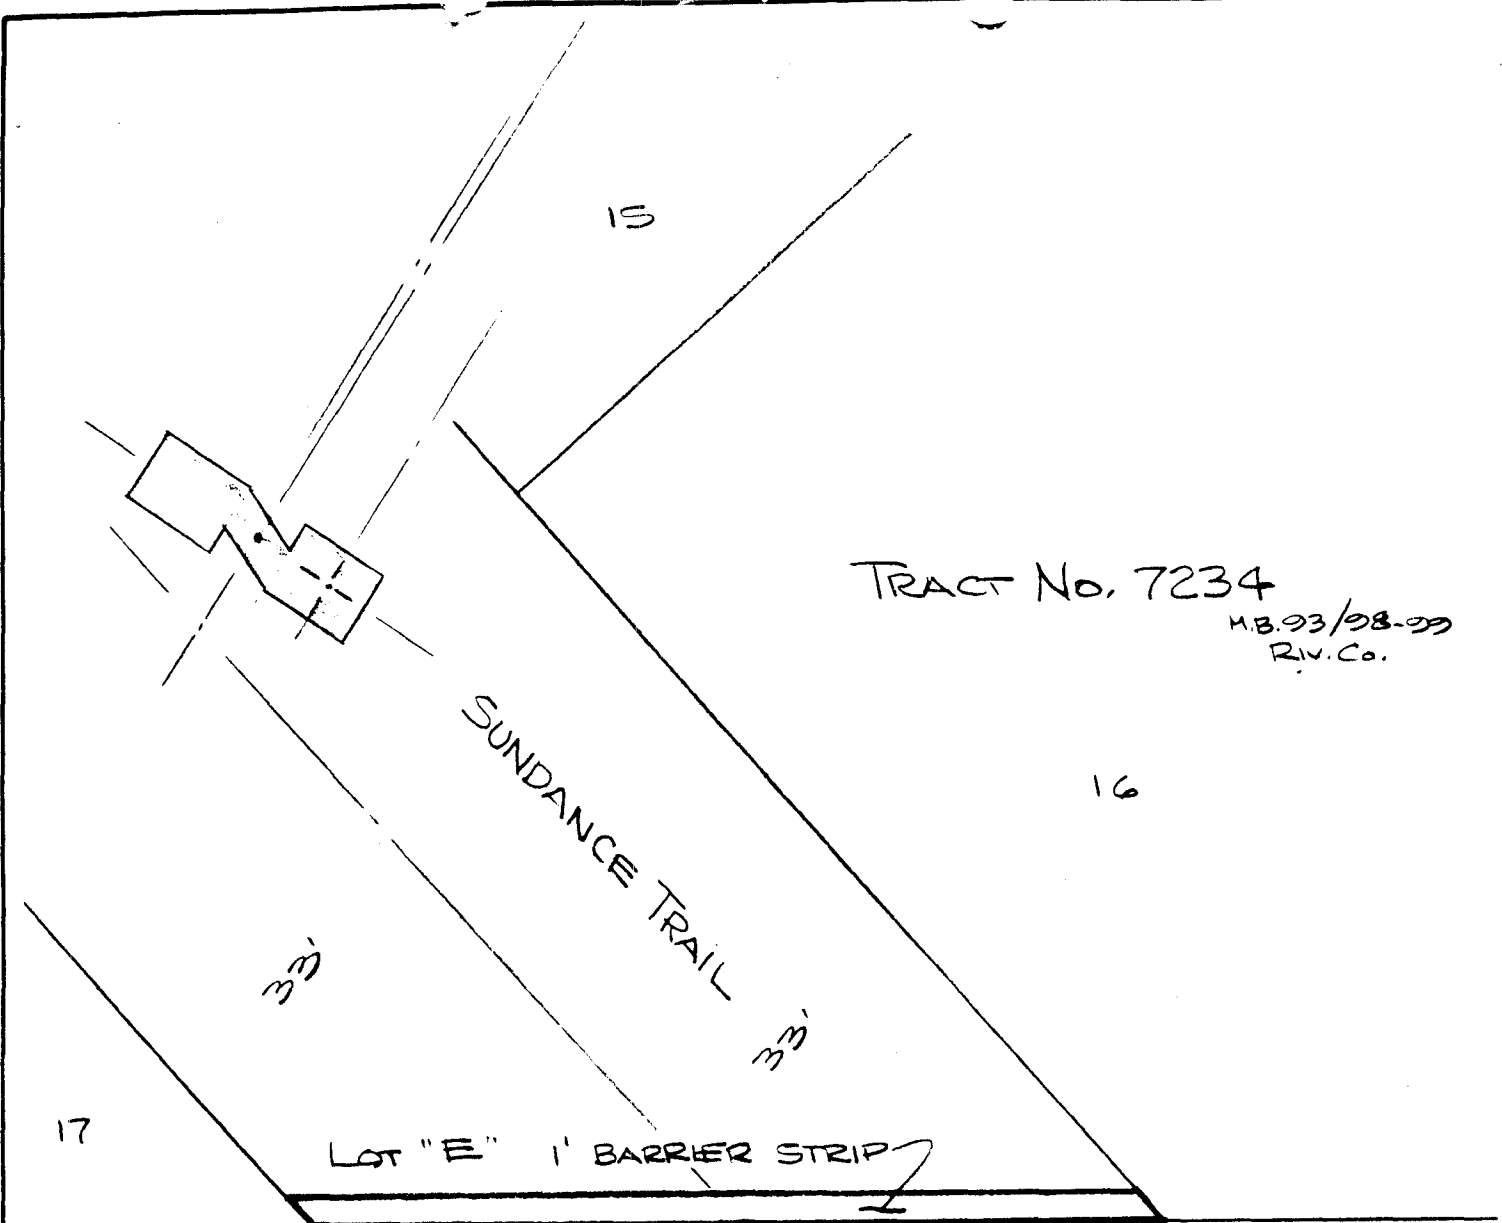 15
TRACT NO. 7234
M.B. 93/98-99
RIV. CO.
16
SUNDANCE TRAIL
33'
33'
17
LOT "E" 1' BARRIER STRIP